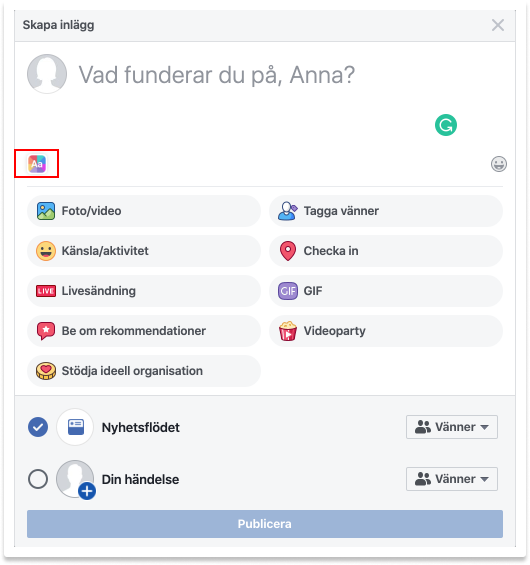 Skapa inlägg
Vad funderar du på, Anna?
Aa
Foto/video
Tagga vänner
Känsla/aktivitet
Checka in
LIVE Livesändning
GIF GIF
Be om rekommendationer
Videoparty
Stödja ideell organisation
Nyhetsflödet
Vänner
Din händelse
Vänner
Publicera